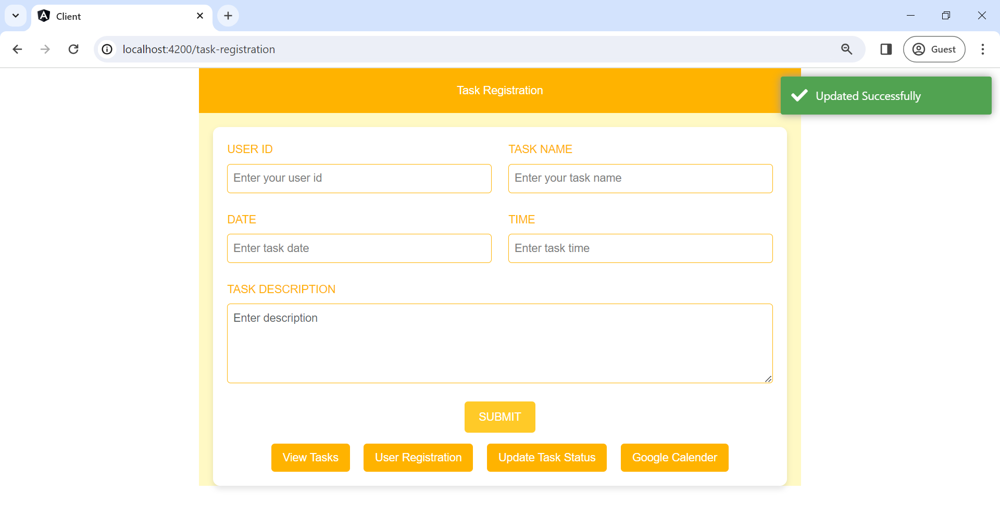 Client
localhost:4200/task-registration
Guest
Task Registration
Updated Successfully
USER ID
TASK NAME
Enter your user id
Enter your task name
DATE
TIME
Enter task date
Enter task time
TASK DESCRIPTION
Enter description
SUBMIT
View Tasks
User Registration
Update Task Status
Google Calender